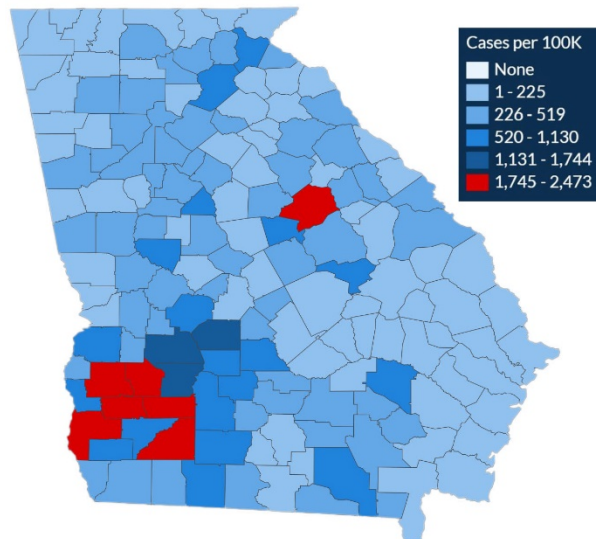 Cases per 100K
None
1 - 225
226 - 519
520 - 1,130
1,131 - 1,744
1,745 - 2,473